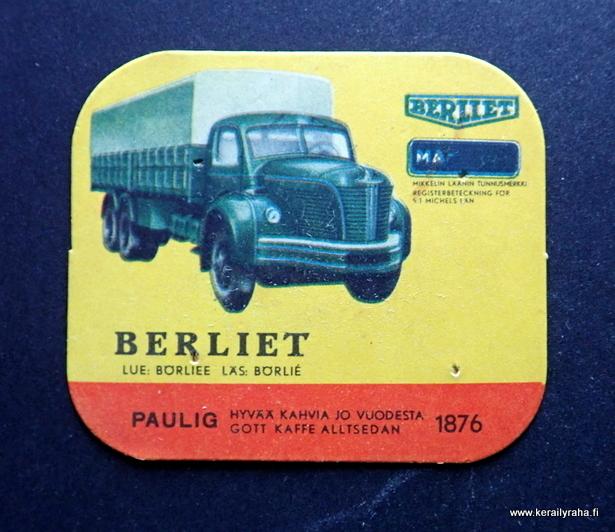 BERLIET
MIKKELIN LÄÄNIN TUNNUSMERKKI
REGISTERBETECKNING FÖR
S:T MICHELS LÄN
BERLIET
LUE: BÖRLIEE LÄS: BÖRLIÉ
PAULIG HYVÄÄ KAHVIA JO VUODESTA 1876
GOTT KAFFE ALLTSEDAN
www.kerailyraha.fi